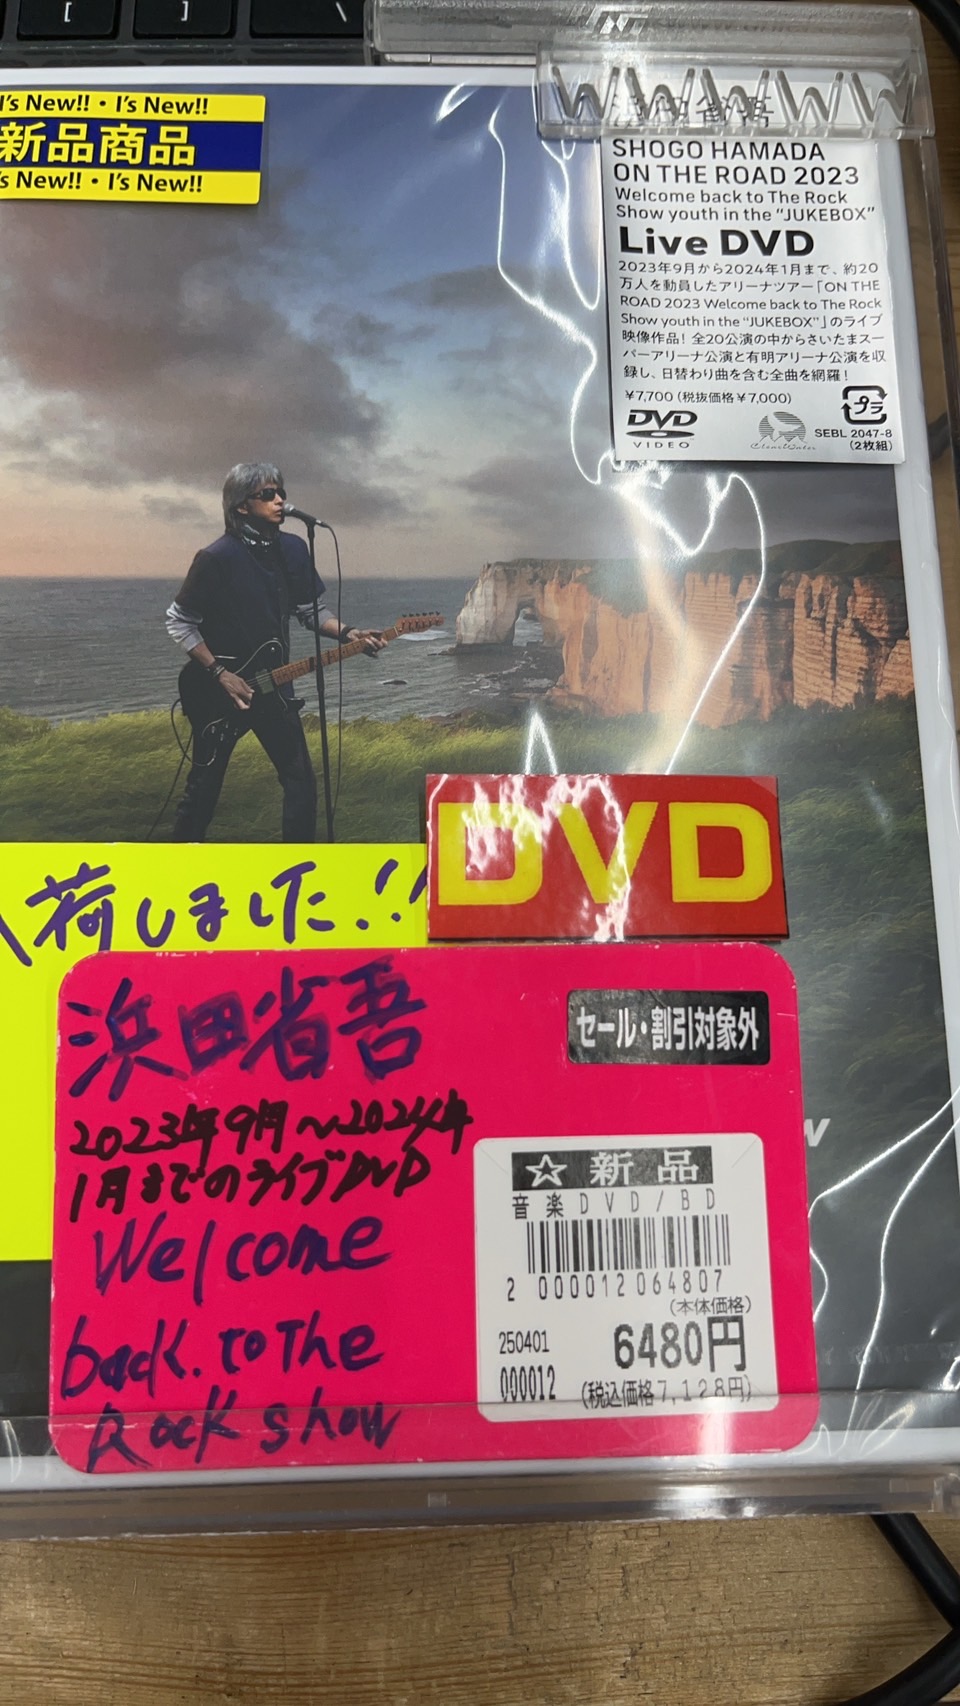 [
]
\
I's New!!・I's New!!
新品商品
's New!!・I's New!!
浜田省吾
SHOGO HAMADA
ON THE ROAD 2023
Welcome back to The Rock
Show youth in the “JUKEBOX”
Live DVD
2023年9月から2024年1月まで、約20
万人を動員したアリーナツアー「ON THE
ROAD 2023 Welcome back to The Rock
Show youth in the “JUKEBOX”」のライブ
映像作品！全20公演の中からさいたまスー
パーアリーナ公演と有明アリーナ公演を収
録し、日替わり曲を含む全曲を網羅！
¥7,700（税抜価格¥7,000）
プラ
DVD
VIDEO
SEBL 2047-8
（2枚組）
DVD
入荷しました!!
浜田省吾
セール・割引対象外
2023年9月〜2024年
1月までのライブDVD
Welcome
back. to The
Rock show
W
☆新品
音楽DVD/BD
2 000012 064807
(本体価格)
250401
6480円
000012
(税込価格7,128円)